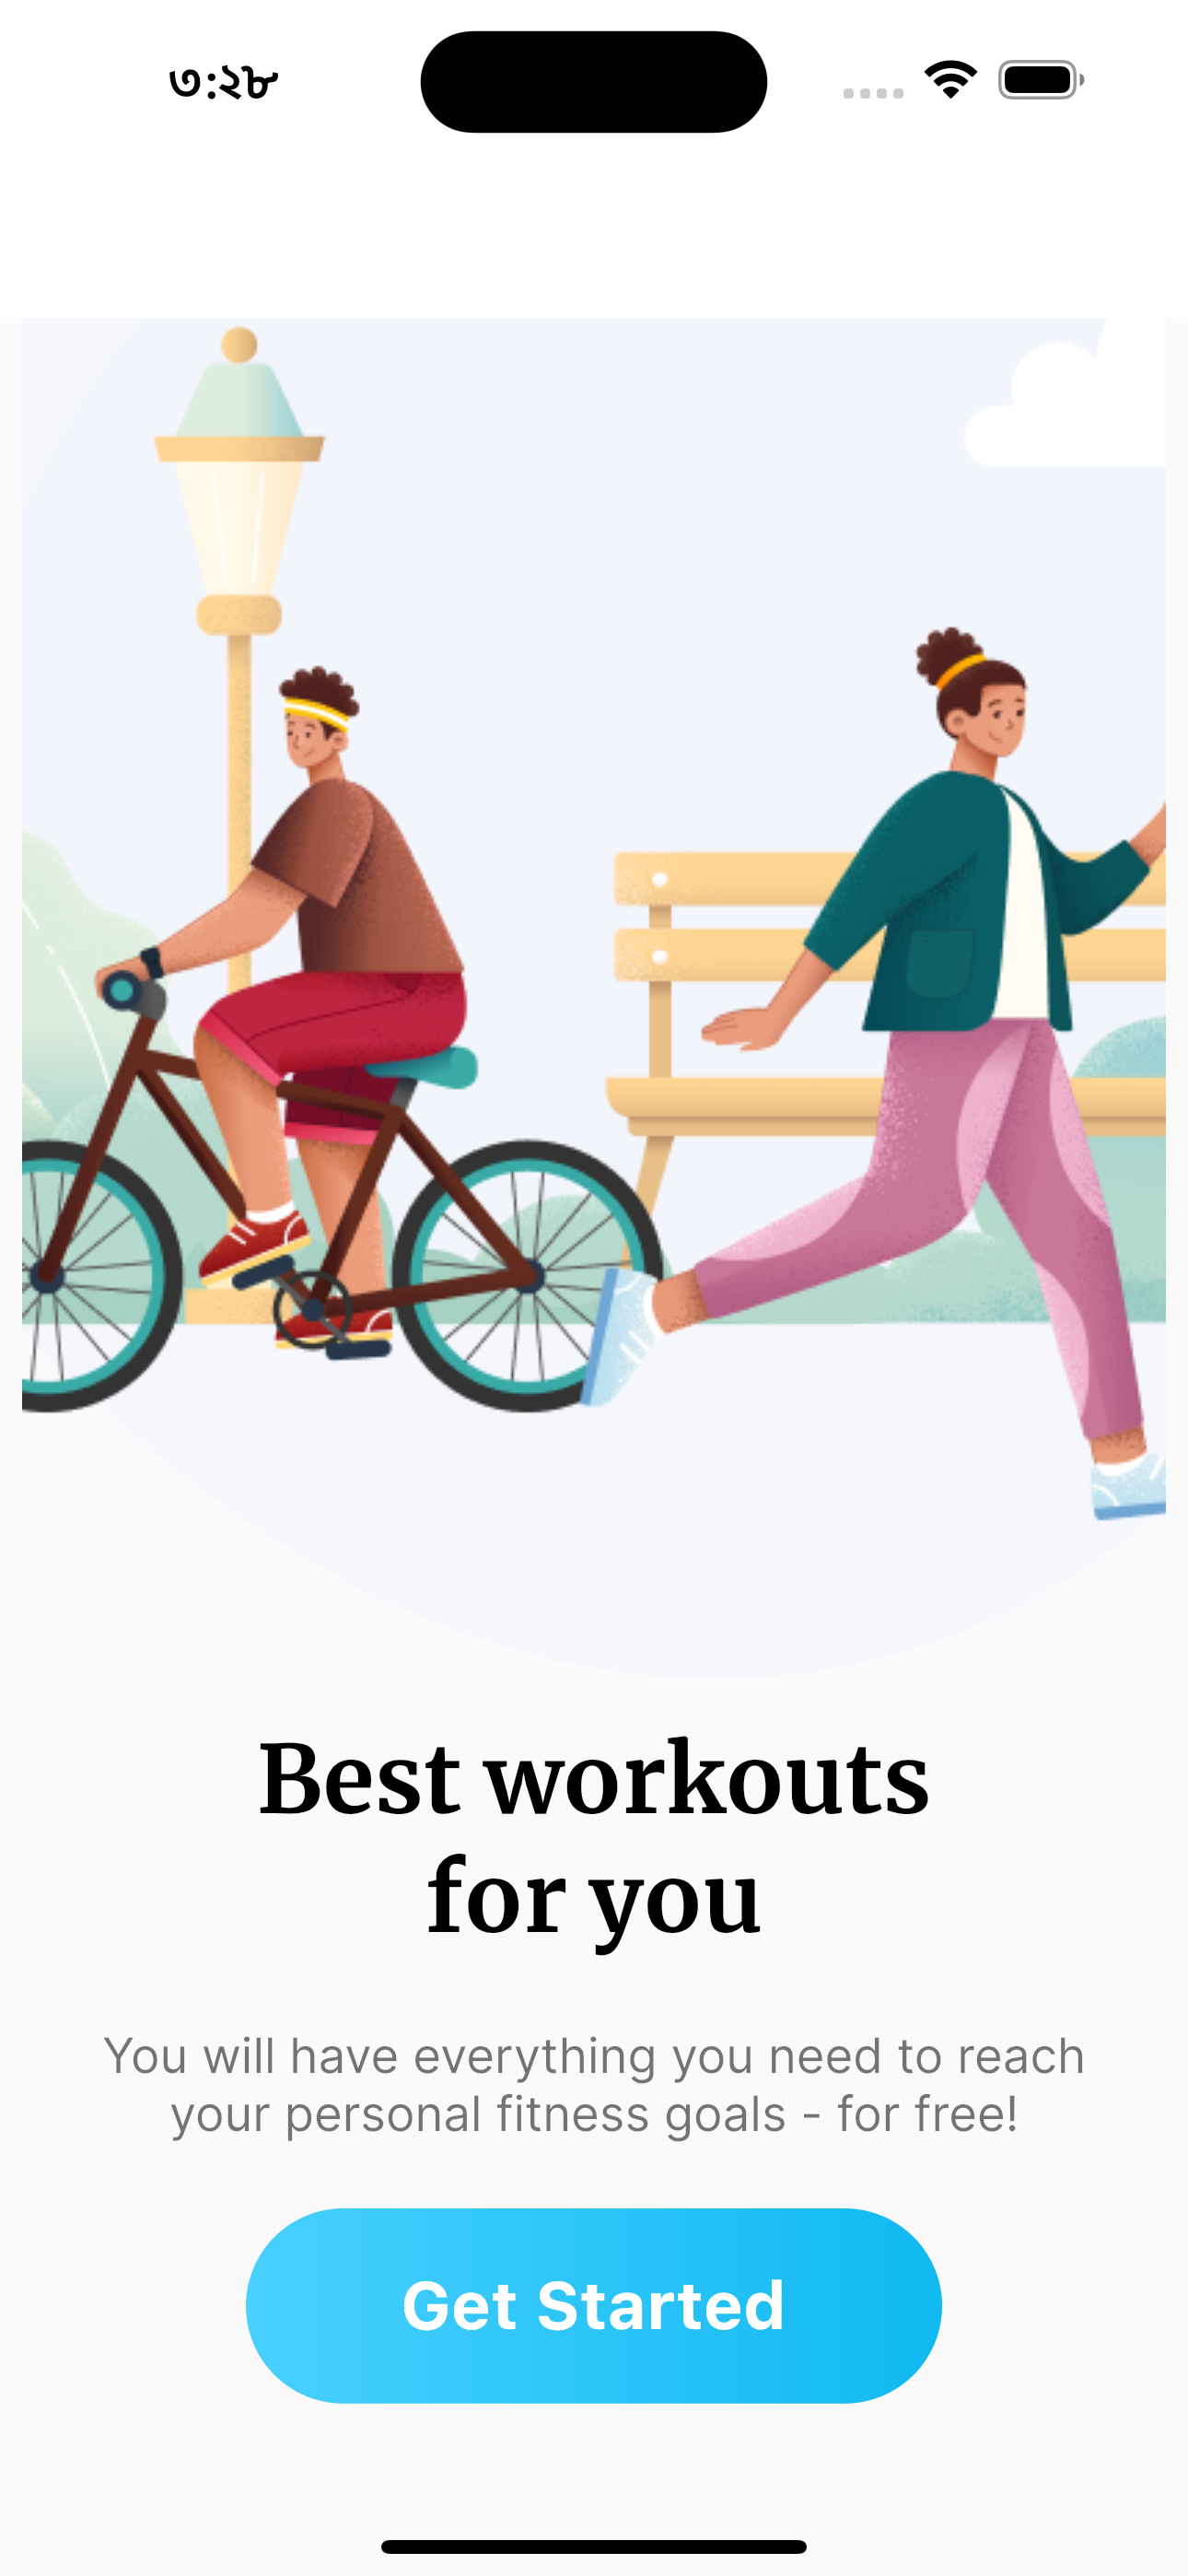 ৩:২৮
Best workouts
for you
You will have everything you need to reach
your personal fitness goals - for free!
Get Started